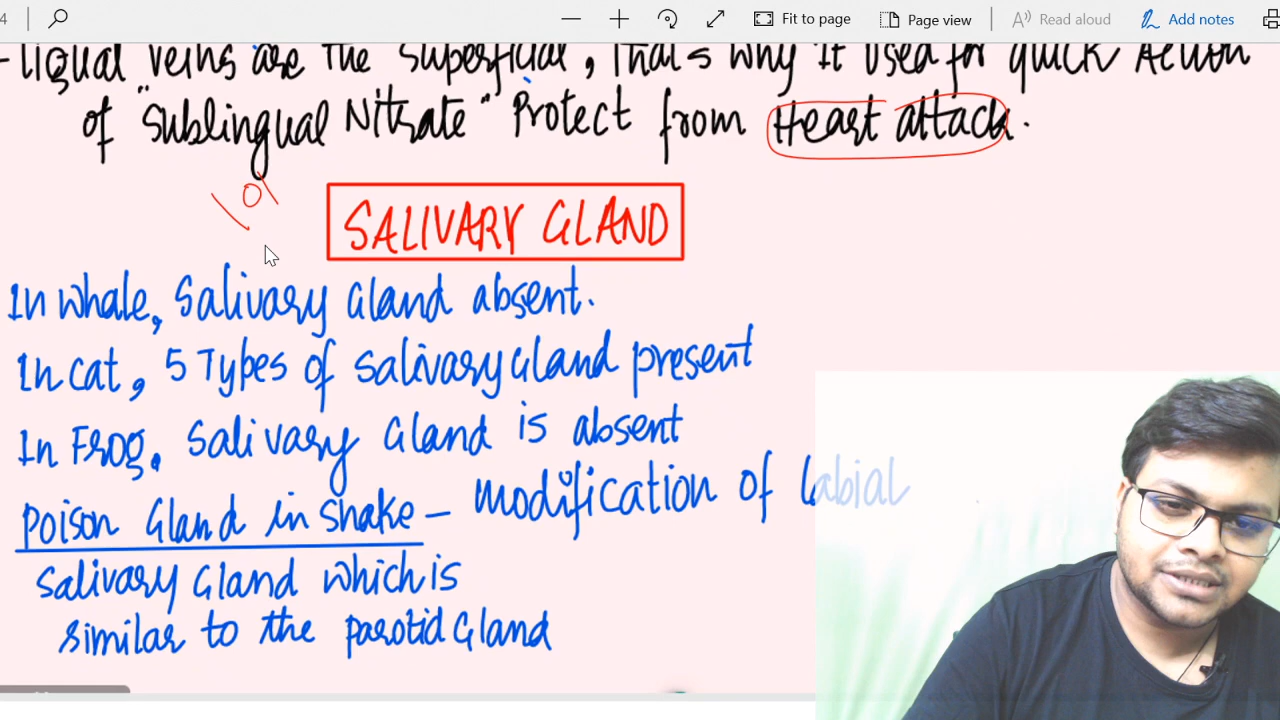 4 Fit to page Page view Read aloud Add notes
- Liqual veins are the superficial, that's why it used for quick Action
of "Sublingual Nitrate" Protect from Heart attack.
SALIVARY GLAND
In whale, Salivary Gland absent.
In cat, 5 Types of Salivary Gland present
In Frog, Salivary Gland is absent
Poison Gland in snake - modification of labial
Salivary Gland which is
similar to the parotid Gland